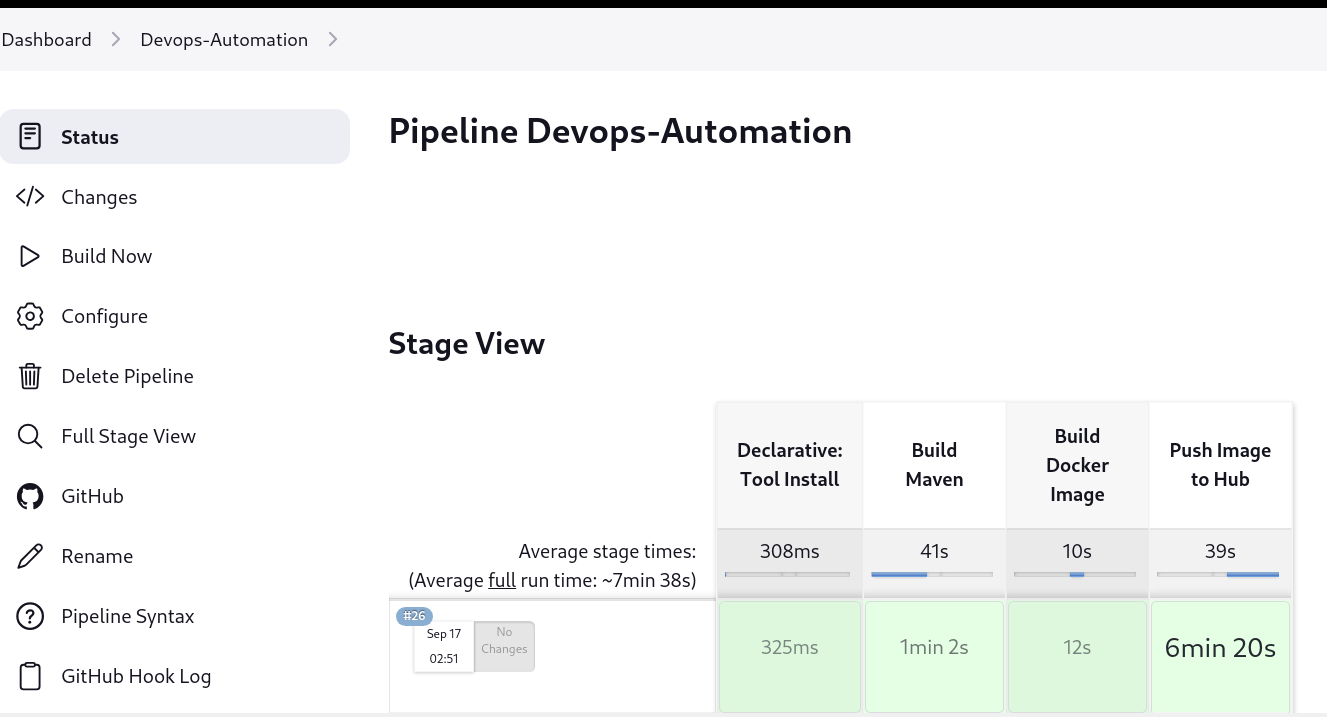 Dashboard > Devops-Automation >
Status
Changes
Build Now
Configure
Delete Pipeline
Full Stage View
GitHub
Rename
Pipeline Syntax
GitHub Hook Log
Pipeline Devops-Automation
Stage View
Declarative:
Tool Install
Build
Maven
Build
Docker
Image
Push Image
to Hub
Average stage times:
(Average full run time: ~7min 38s)
308ms
41s
10s
39s
#26
Sep 17
02:51
No
Changes
325ms
1min 2s
12s
6min 20s